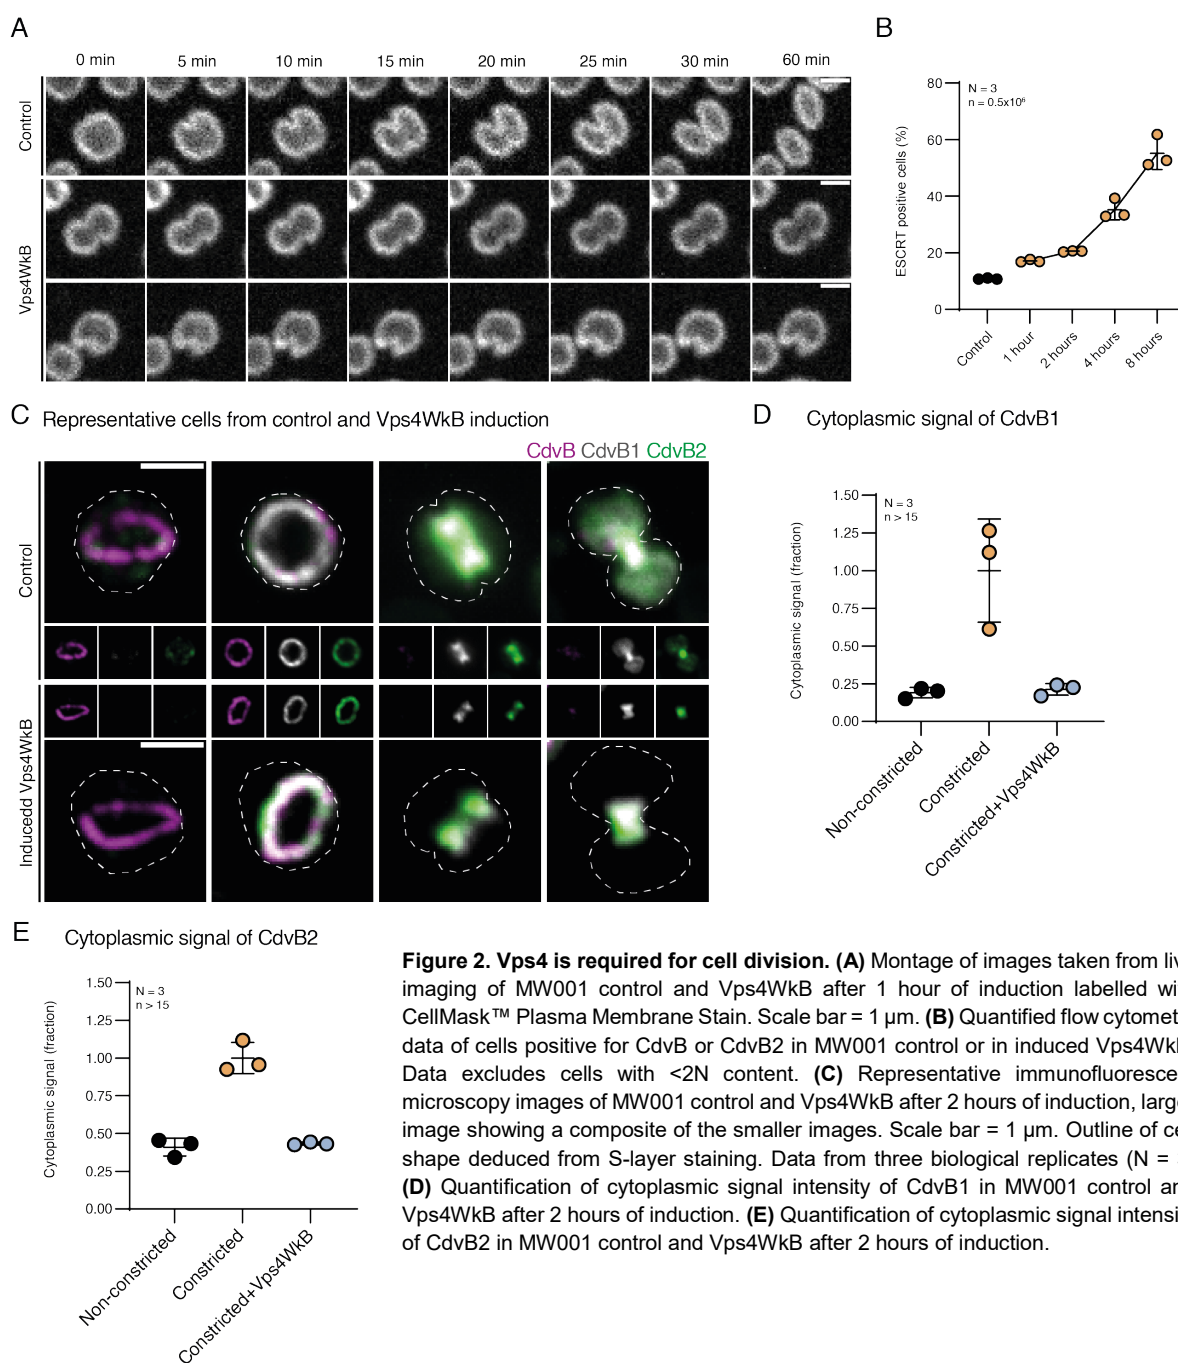 A
0 min 5 min 10 min 15 min 20 min 25 min 30 min 60 min
Control
Vps4WkB
B
ESCRT positive cells (%)
80
60
40
20
0
N = 3
n = 0.5x10⁶
Control
1 hour
2 hours
4 hours
8 hours
C Representative cells from control and Vps4WkB induction
CdvB CdvB1 CdvB2
Control
Inducedd Vps4WkB
D Cytoplasmic signal of CdvB1
Cytoplasmic signal (fraction)
1.50
1.25
1.00
0.75
0.50
0.25
0.00
N = 3
n > 15
Non-constricted
Constricted
Constricted+Vps4WkB
E Cytoplasmic signal of CdvB2
Cytoplasmic signal (fraction)
1.50
1.25
1.00
0.75
0.50
0.25
0.00
N = 3
n > 15
Non-constricted
Constricted
Constricted+Vps4WkB
Figure 2. Vps4 is required for cell division. (A) Montage of images taken from
imaging of MW001 control and Vps4WkB after 1 hour of induction labelled
CellMask™ Plasma Membrane Stain. Scale bar = 1 µm. (B) Quantified flow
data of cells positive for CdvB or CdvB2 in MW001 control or in induced
Data excludes cells with <2N content. (C) Representative
microscopy images of MW001 control and Vps4WkB after 2 hours of induction,
image showing a composite of the smaller images. Scale bar = 1 µm. Outline of
shape deduced from S-layer staining. Data from three biological replicates (N =
(D) Quantification of cytoplasmic signal intensity of CdvB1 in MW001 control
Vps4WkB after 2 hours of induction. (E) Quantification of cytoplasmic signal
of CdvB2 in MW001 control and Vps4WkB after 2 hours of induction.